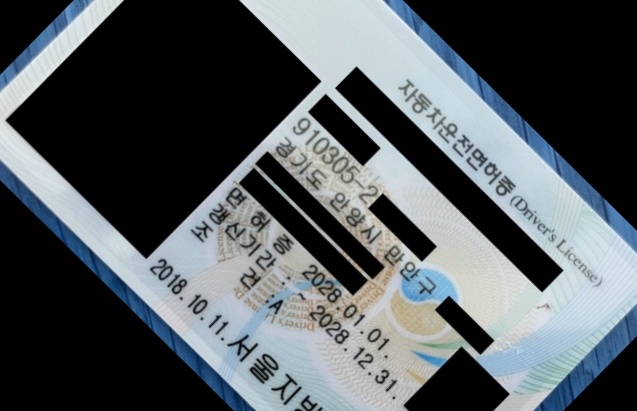 자동차운전면허증 (Driver's License)
910305-2
경기도 안양시 만안구
면 허 증
갱신기간 : 2028.01.01.
~ 2028.12.31.
조 건 : A
2018.10.11. 서울지방